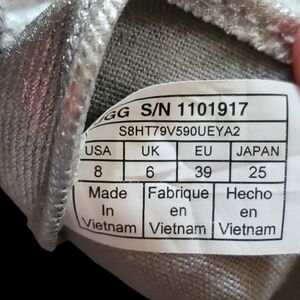 UGG S/N 1101917
S8HT79V590UEYA2
USA UK EU JAPAN
8 6 39 25
Made Fabrique Hecho
In en en
Vietnam Vietnam Vietnam